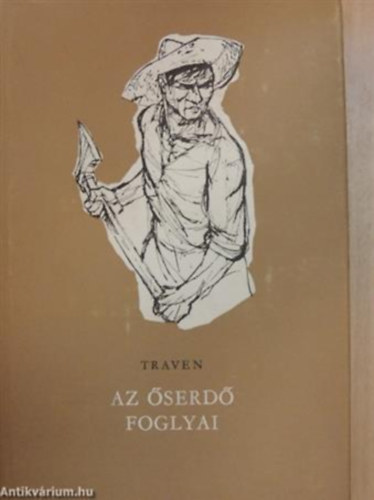 TRAVEN
AZ ŐSERDŐ
FOGLYAI
Antikvárium.hu